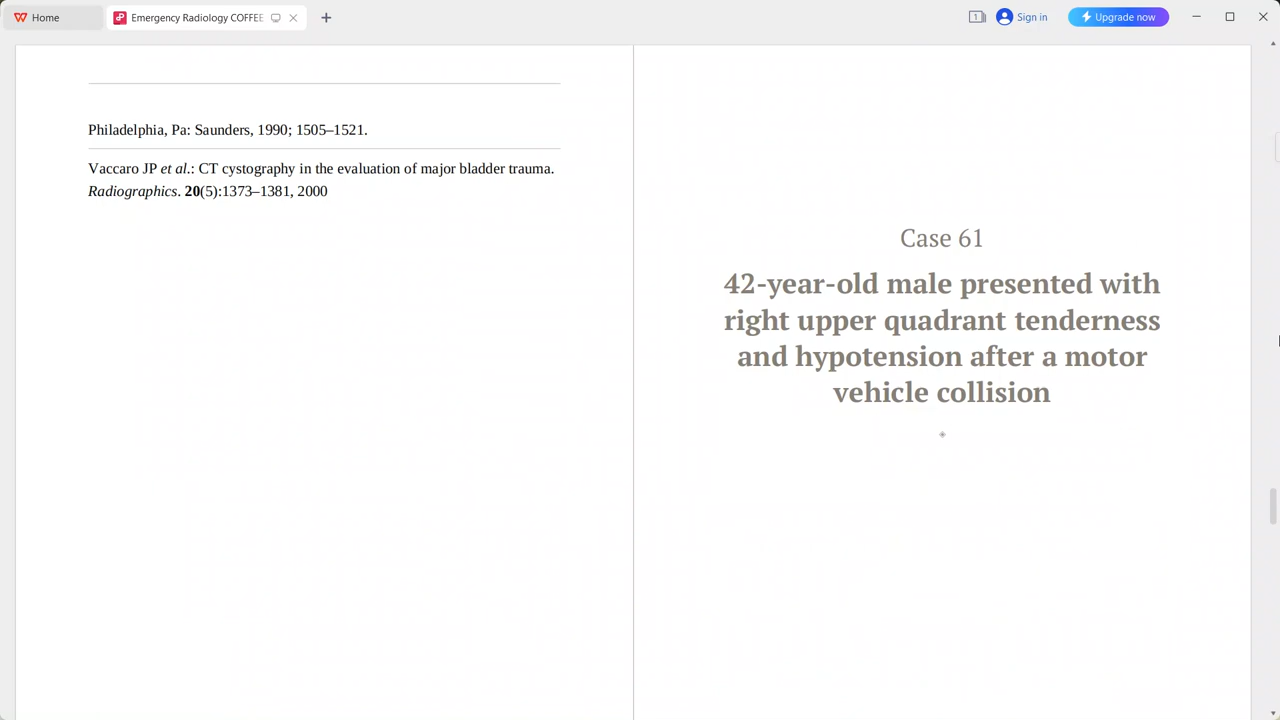 Home
Emergency Radiology COFFEE
1
Sign in
Upgrade now
Philadelphia, Pa: Saunders, 1990; 1505–1521.
Vaccaro JP et al.: CT cystography in the evaluation of major bladder trauma.
Radiographics. 20(5):1373–1381, 2000
Case 61
42-year-old male presented with
right upper quadrant tenderness
and hypotension after a motor
vehicle collision